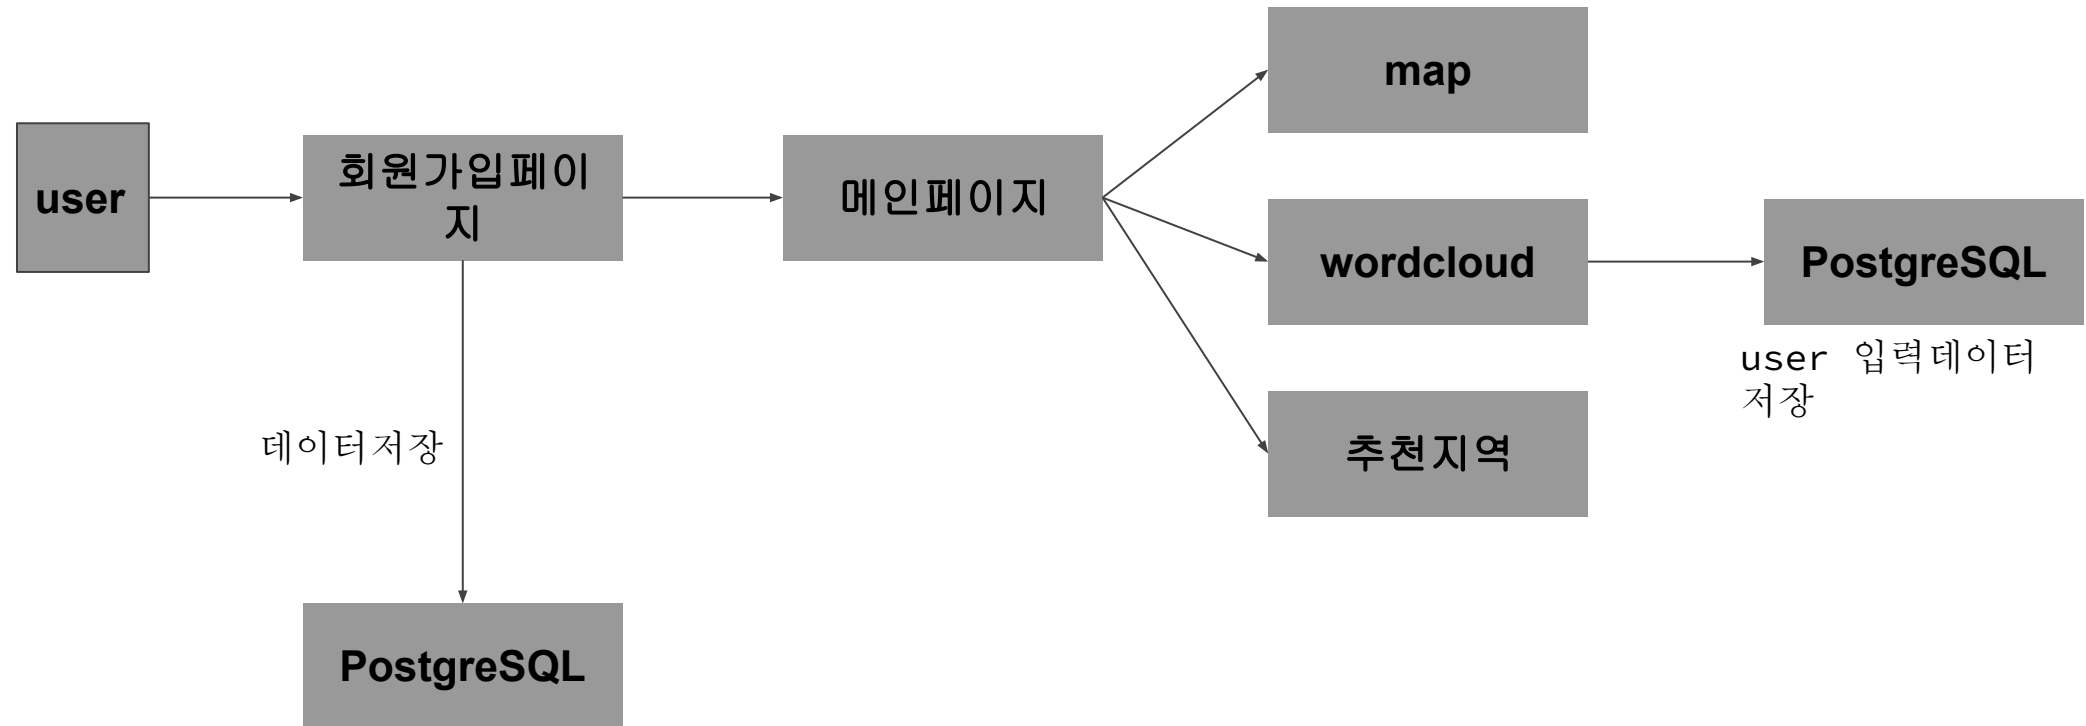 map
user
회원가입페이
지
메인페이지
wordcloud
PostgreSQL
user 입력데이터
저장
데이터저장
추천지역
PostgreSQL